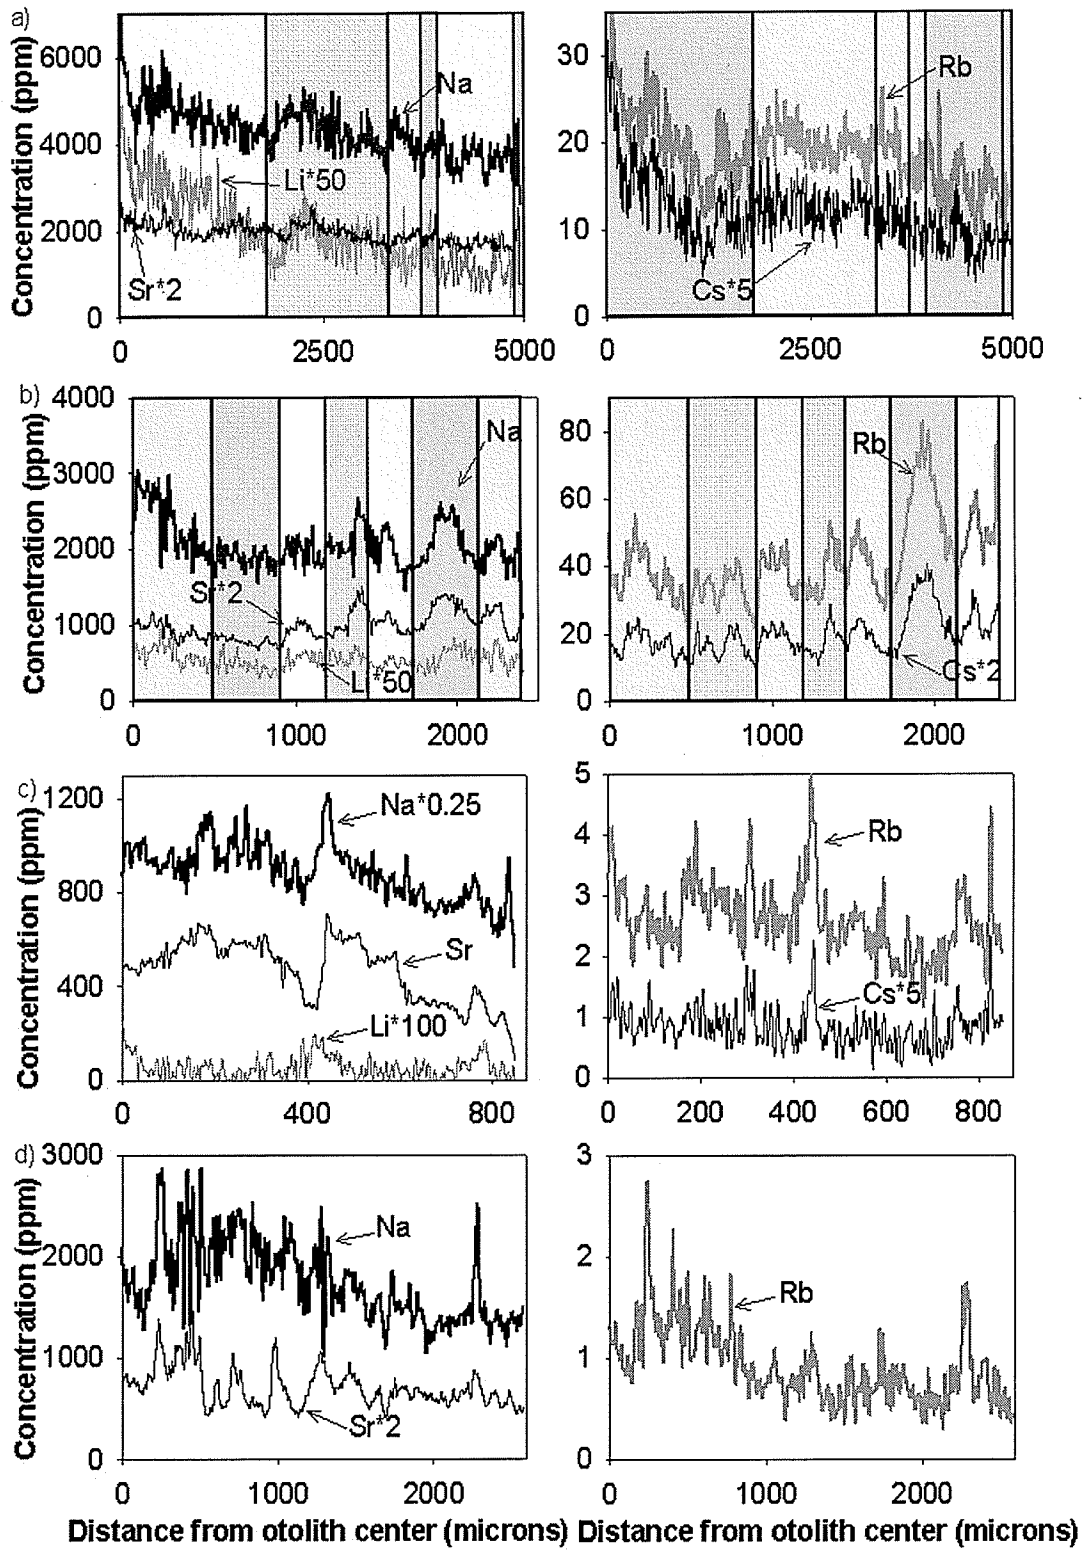 a)
Concentration (ppm)
6000
4000
2000
0
Na
Li*50
Sr*2
0 2500 5000
30
20
10
0
Rb
Cs*5
0 2500 5000
b)
Concentration (ppm)
4000
3000
2000
1000
0
Na
Sr*2
Li*50
0 1000 2000
80
60
40
20
0
Rb
Cs*2
0 1000 2000
c)
Concentration (ppm)
1200
800
400
0
Na*0.25
Sr
Li*100
0 400 800
5
4
3
2
1
0
Rb
Cs*5
0 200 400 600 800
d)
Concentration (ppm)
3000
2000
1000
0
Na
Sr*2
0 1000 2000
3
2
1
0
Rb
0 1000 2000
Distance from otolith center (microns)
Distance from otolith center (microns)